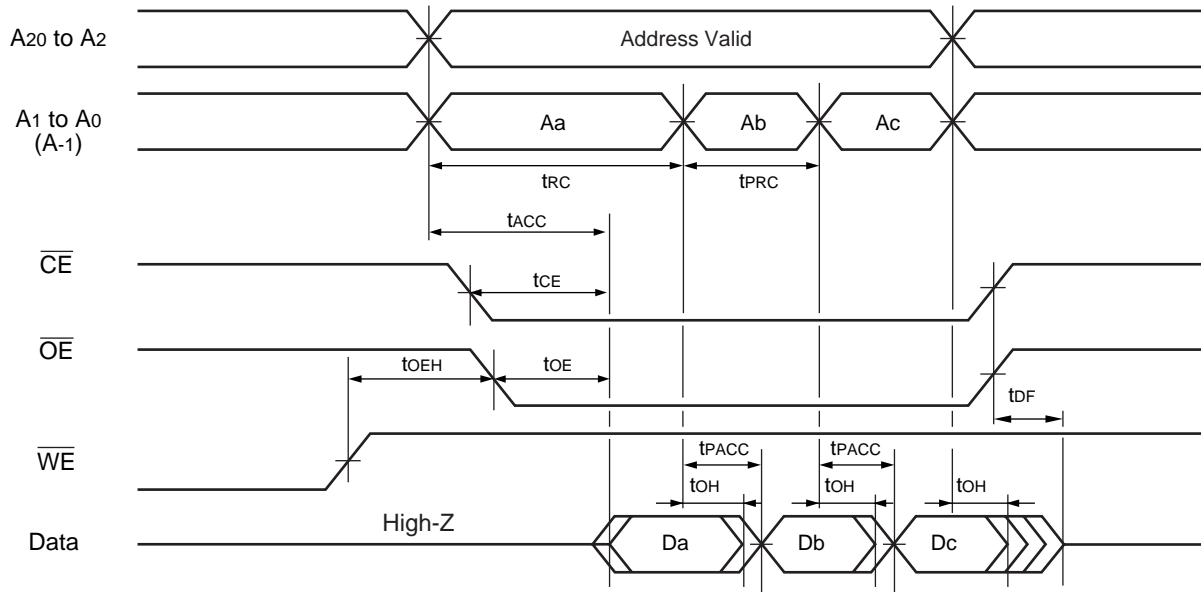 A20 to A2
Address Valid
A1 to A0
(A-1)
Aa
Ab
Ac
tRC
tPRC
tACC
CE
tCE
OE
tOEH
tOE
tDF
WE
tPACC
tPACC
tOH
tOH
tOH
Data
High-Z
Da
Db
Dc